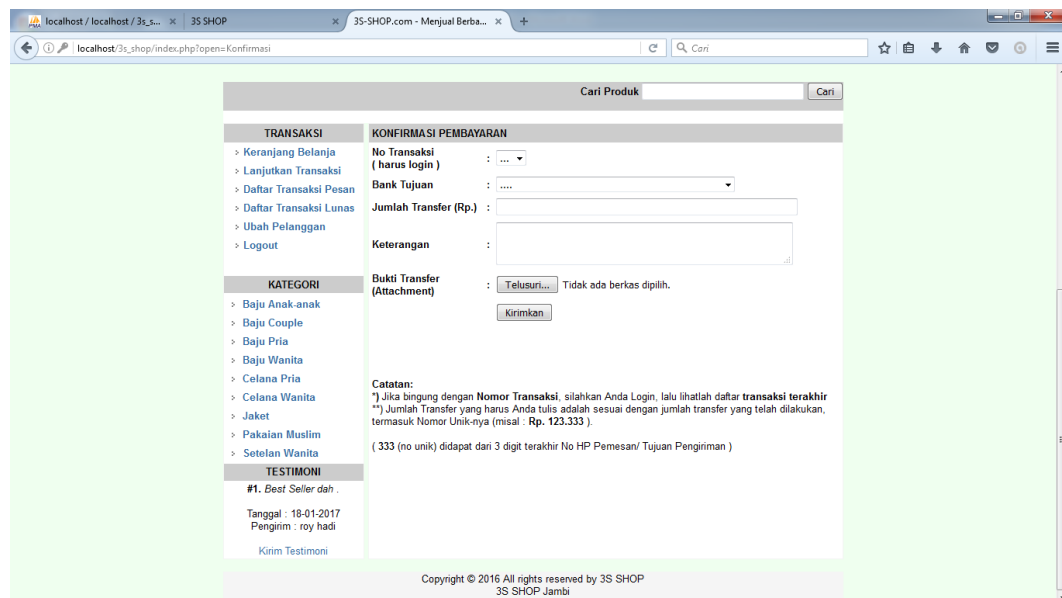 localhost / localhost / 3s_s...
3S SHOP
3S-SHOP.com - Menjual Berba...
localhost/3s_shop/index.php?open=Konfirmasi
Cari
Cari Produk
Cari
TRANSAKSI
Keranjang Belanja
Lanjutkan Transaksi
Daftar Transaksi Pesan
Daftar Transaksi Lunas
Ubah Pelanggan
Logout
KATEGORI
Baju Anak-anak
Baju Couple
Baju Pria
Baju Wanita
Celana Pria
Celana Wanita
Jaket
Pakaian Muslim
Setelan Wanita
TESTIMONI
#1. Best Seller dah .
Tanggal : 18-01-2017
Pengirim : roy hadi
Kirim Testimoni
KONFIRMASI PEMBAYARAN
No Transaksi
( harus login )
: ...
Bank Tujuan : ....
Jumlah Transfer (Rp.) :
Keterangan :
Bukti Transfer
(Attachment)
: Telusuri... Tidak ada berkas dipilih.
Kirimkan
Catatan:
*) Jika bingung dengan Nomor Transaksi, silahkan Anda Login, lalu lihatlah daftar transaksi terakhir
**) Jumlah Transfer yang harus Anda tulis adalah sesuai dengan jumlah transfer yang telah dilakukan,
termasuk Nomor Unik-nya (misal : Rp. 123.333 ).
( 333 (no unik) didapat dari 3 digit terakhir No HP Pemesan/ Tujuan Pengiriman )
Copyright © 2016 All rights reserved by 3S SHOP
3S SHOP Jambi